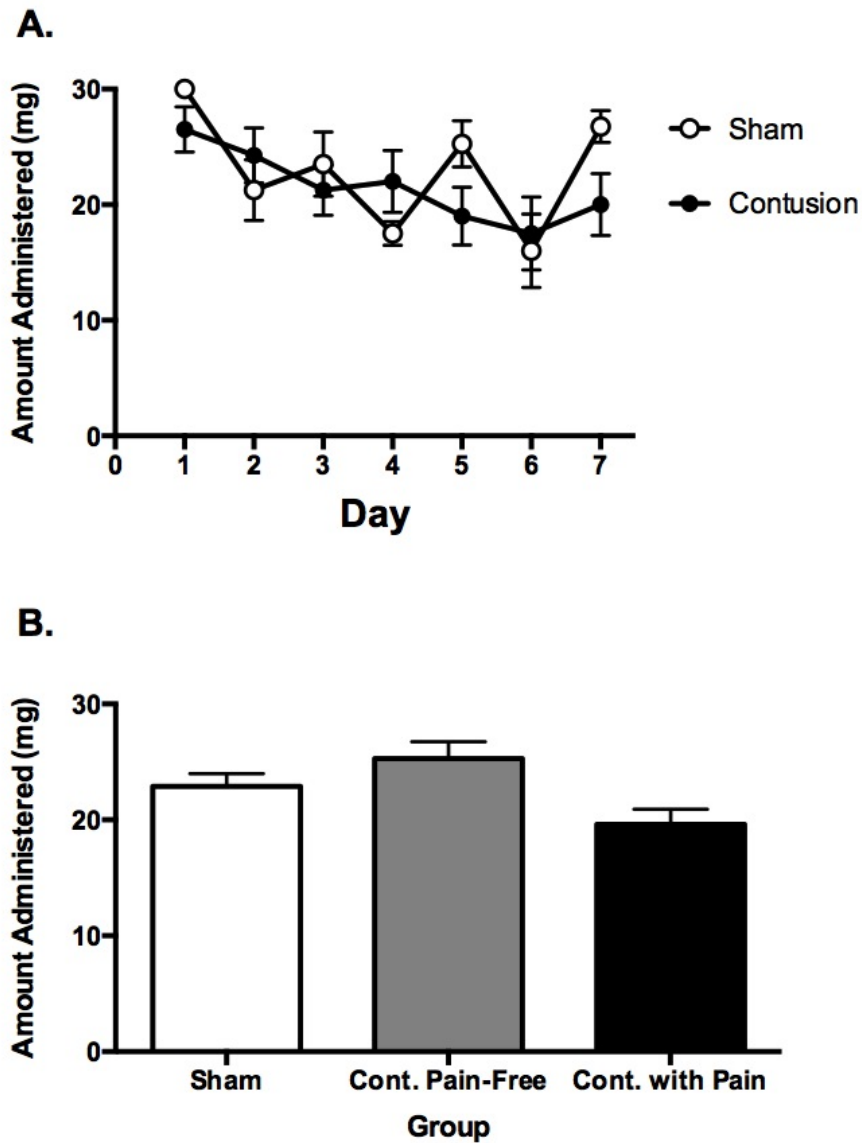 A.
Amount Administered (mg)
30
20
10
0
0 1 2 3 4 5 6 7
Day
Sham
Contusion
B.
Amount Administered (mg)
30
20
10
0
Sham Cont. Pain-Free Cont. with Pain
Group